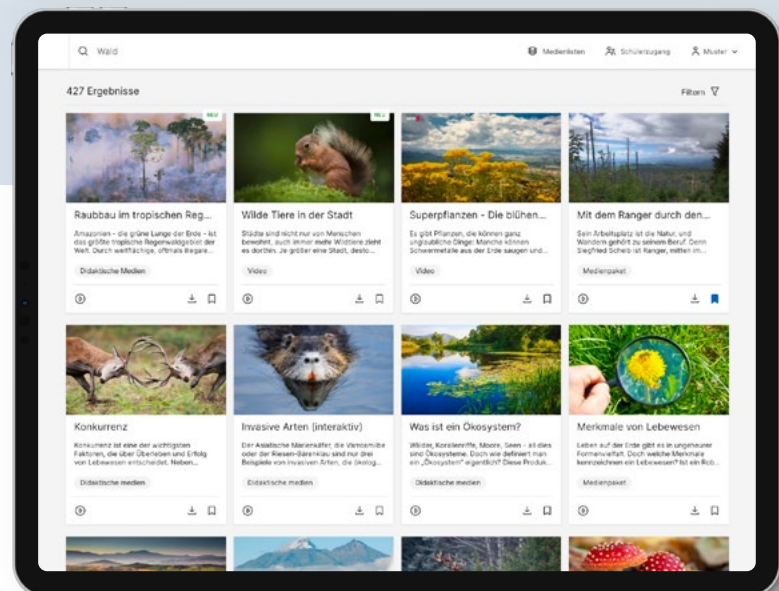 Wald
Medienlisten
Schülerzugang
Muster
427 Ergebnisse
Filtern
NEU
NEU
Raubbau im tropischen Reg...
Amazonien - die grüne Lunge der Erde - ist
das größte tropische Regenwaldgebiet der
Welt. Durch weitflächige, oftmals illegale...
Didaktische Medien
Wilde Tiere in der Stadt
Städte sind nicht nur von Menschen
bewohnt, auch immer mehr Wildtiere zieht
es dorthin. Je größer eine Stadt, desto...
Video
Superpflanzen - Die blühen...
Es gibt Pflanzen, die können ganz
unglaubliche Dinge: Manche können
Schwermetalle aus der Erde saugen und...
Video
Mit dem Ranger durch den...
Sein Arbeitsplatz ist die Natur, und
Wandern gehört zu seinem Beruf. Denn
Siegfried Scheib ist Ranger, mitten im...
Medienpaket
Konkurrenz
Konkurrenz ist eine der wichtigsten
Faktoren, die über Überleben und Erfolg
von Lebewesen entscheidet. Neben...
Didaktische medien
Invasive Arten (interaktiv)
Der Asiatische Marienkäfer, die Varroamilbe
oder der Riesen-Bärenklau sind nur drei
Beispiele von invasiven Arten, die ökolog...
Didaktische medien
Was ist ein Ökosystem?
Wälder, Korallenriffe, Moore, Seen - all dies
sind Ökosysteme. Doch wie definiert man
ein „Ökosystem" eigentlich? Diese Produk...
Didaktische medien
Merkmale von Lebewesen
Leben auf der Erde gibt es in ungeheurer
Formenvielfalt. Doch welche Merkmale
kennzeichnen ein Lebewesen? Ist ein Rob...
Medienpaket